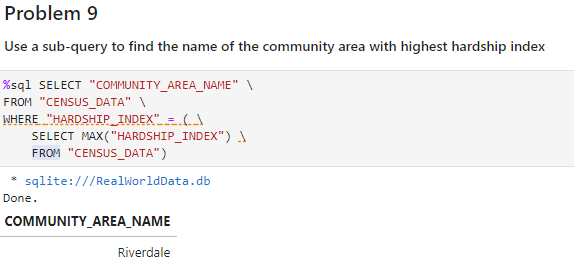 Problem 9
Use a sub-query to find the name of the community area with highest hardship index
%sql SELECT "COMMUNITY_AREA_NAME" \
FROM "CENSUS_DATA" \
WHERE "HARDSHIP_INDEX" = ( \
    SELECT MAX("HARDSHIP_INDEX") \
    FROM "CENSUS_DATA")
* sqlite:///RealWorldData.db
Done.
COMMUNITY_AREA_NAME
Riverdale